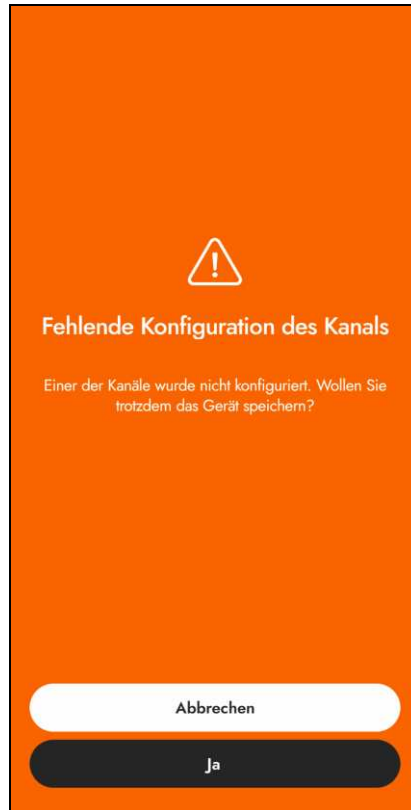 Fehlende Konfiguration des Kanals
Einer der Kanäle wurde nicht konfiguriert. Wollen Sie
trotzdem das Gerät speichern?
Abbrechen
Ja